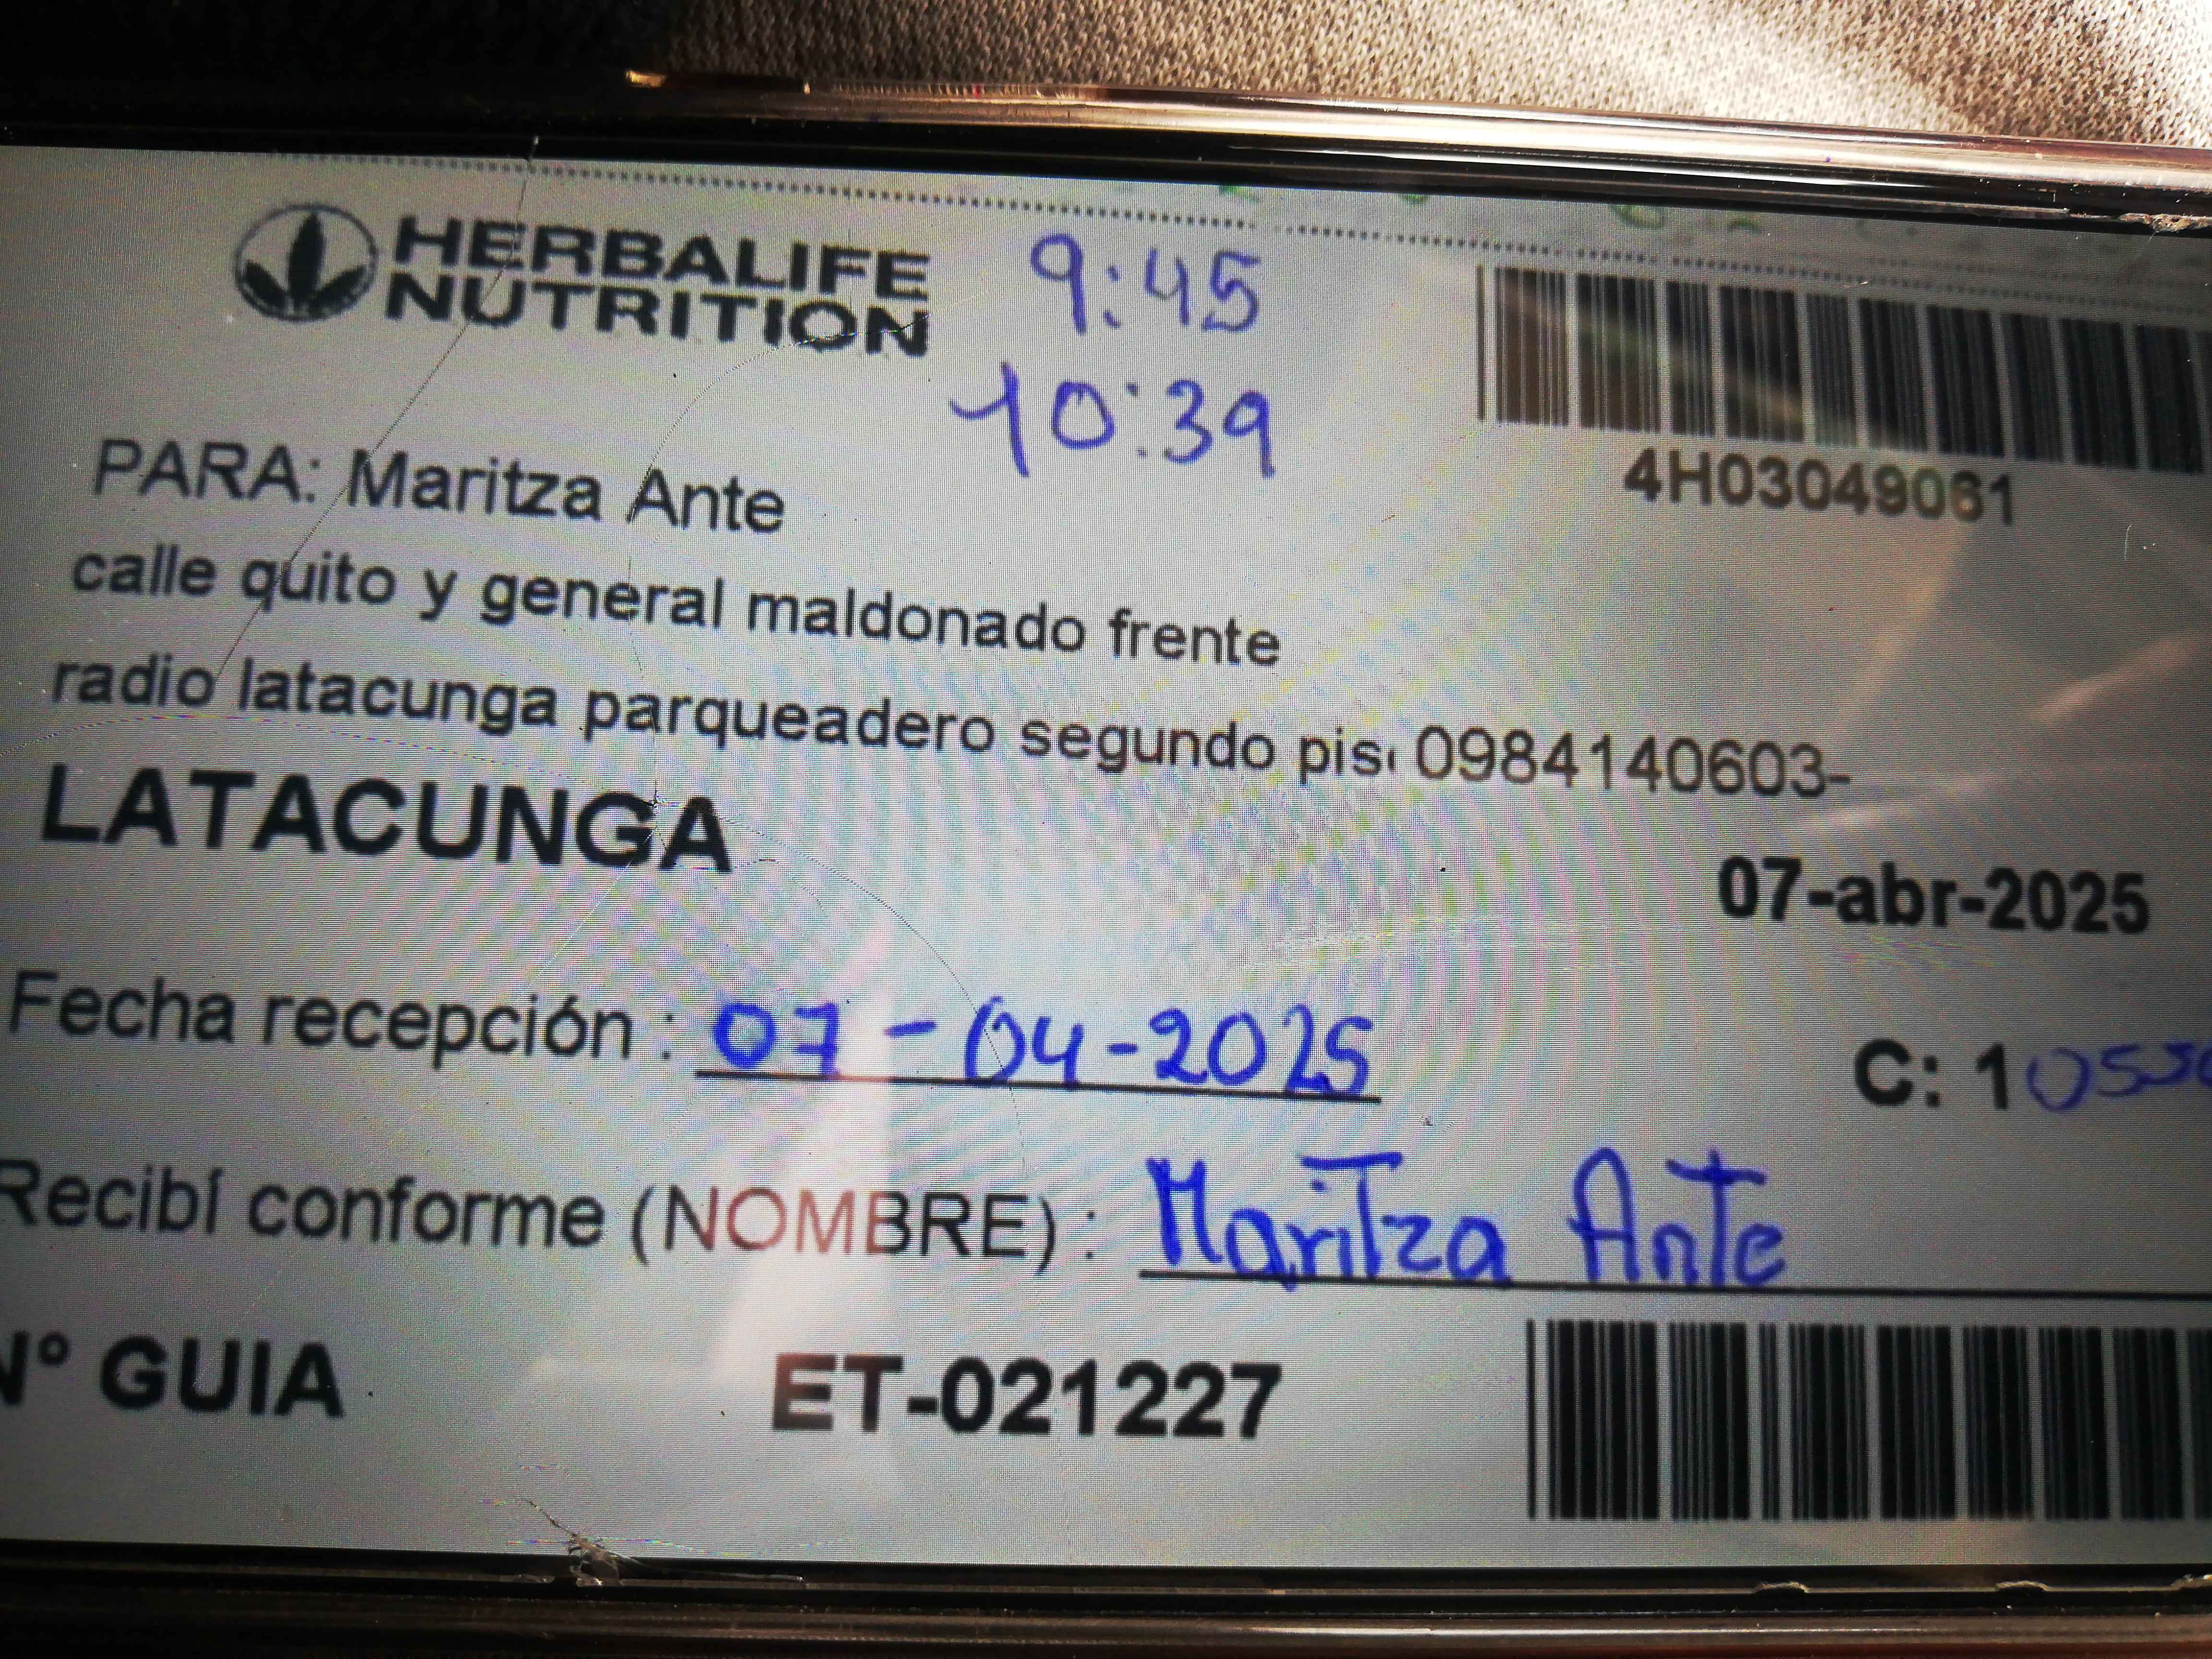 HERBALIFE
NUTRITION
9:45
10:39
4H03049061
PARA: Maritza Ante
calle quito y general maldonado frente
radio latacunga parqueadero segundo pis 0984140603-
LATACUNGA
07-abr-2025
Fecha recepción : 07-04-2025
C: 1
Recibí conforme (NOMBRE) : Maritza Ante
Nº GUIA ET-021227